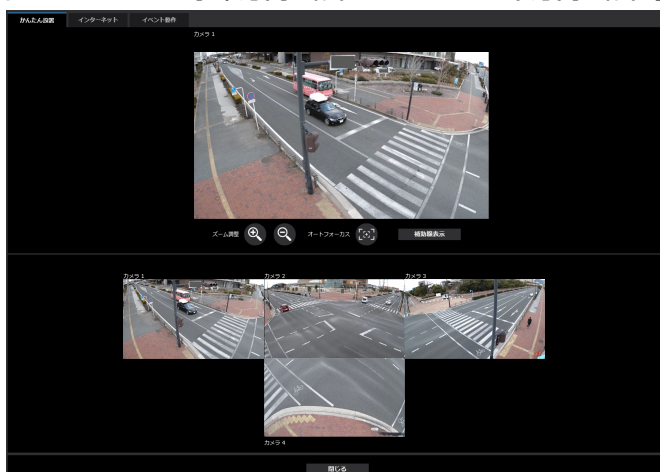 かんたん設置 インターネット イベント動作
カメラ 1
ズーム調整 オートフォーカス 補助線表示
カメラ 1 カメラ 2 カメラ 3
カメラ 4
閉じる